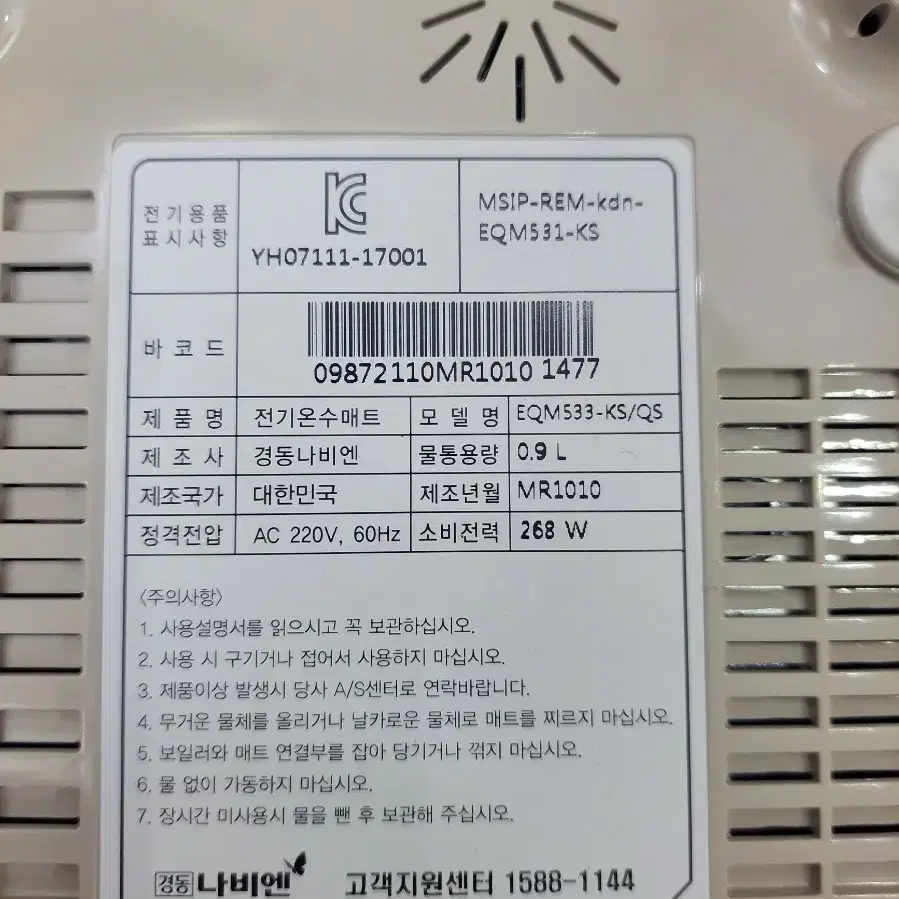 전기용품
표시사항
YH07111-17001
MSIP-REM-kdn-
EQM531-KS
바 코 드
09872110MR1010 1477
제 품 명 전기온수매트 모 델 명 EQM533-KS/QS
제 조 사 경동나비엔 물통용량 0.9 L
제조국가 대한민국 제조년월 MR1010
정격전압 AC 220V, 60Hz 소비전력 268 W
<주의사항>
1. 사용설명서를 읽으시고 꼭 보관하십시오.
2. 사용 시 구기거나 접어서 사용하지 마십시오.
3. 제품이상 발생시 당사 A/S센터로 연락바랍니다.
4. 무거운 물체를 올리거나 날카로운 물체로 매트를 찌르지 마십시오.
5. 보일러와 매트 연결부를 잡아 당기거나 꺾지 마십시오.
6. 물 없이 가동하지 마십시오.
7. 장시간 미사용시 물을 뺀 후 보관해 주십시오.
경동 나비엔 고객지원센터 1588-1144